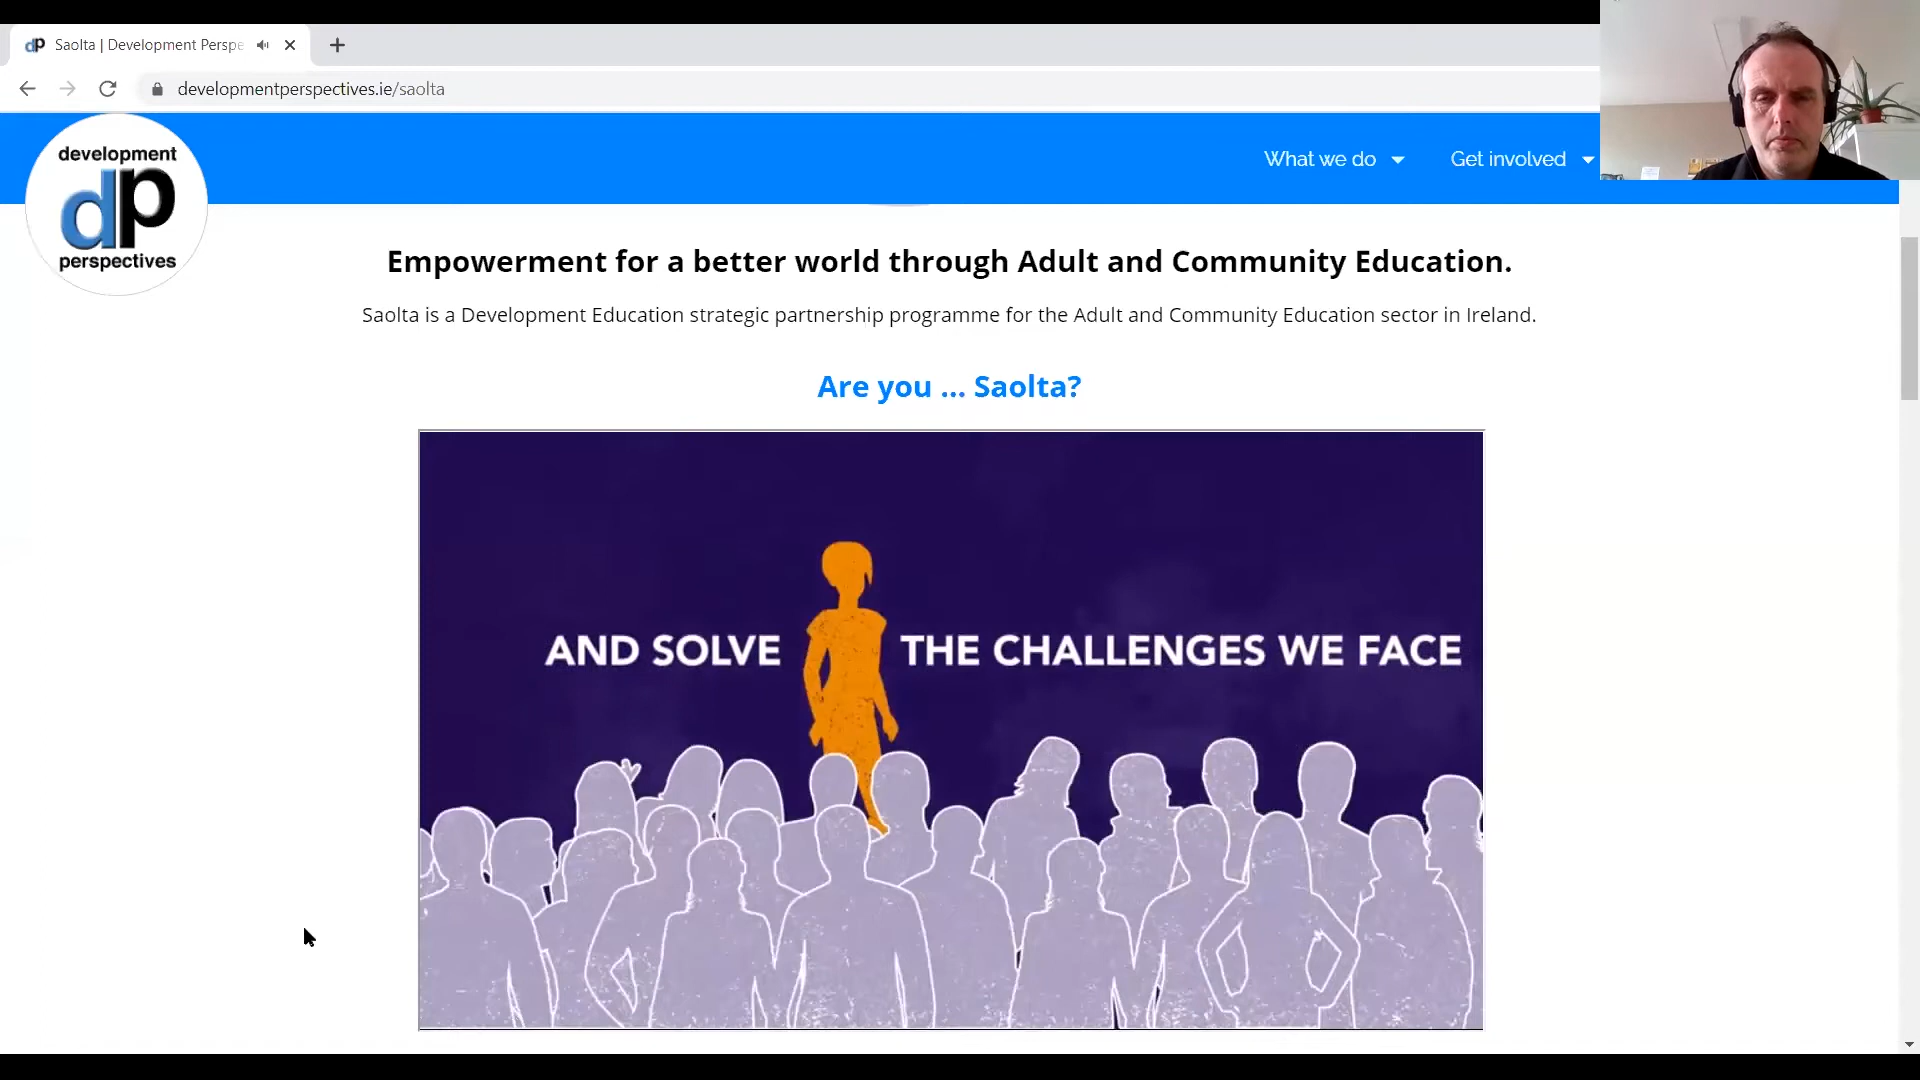 Saolta | Development Perspe
developmentperspectives.ie/saolta
development
dp
perspectives
What we do
Get involved
Empowerment for a better world through Adult and Community Education.
Saolta is a Development Education strategic partnership programme for the Adult and Community Education sector in Ireland.
Are you ... Saolta?
AND SOLVE THE CHALLENGES WE FACE